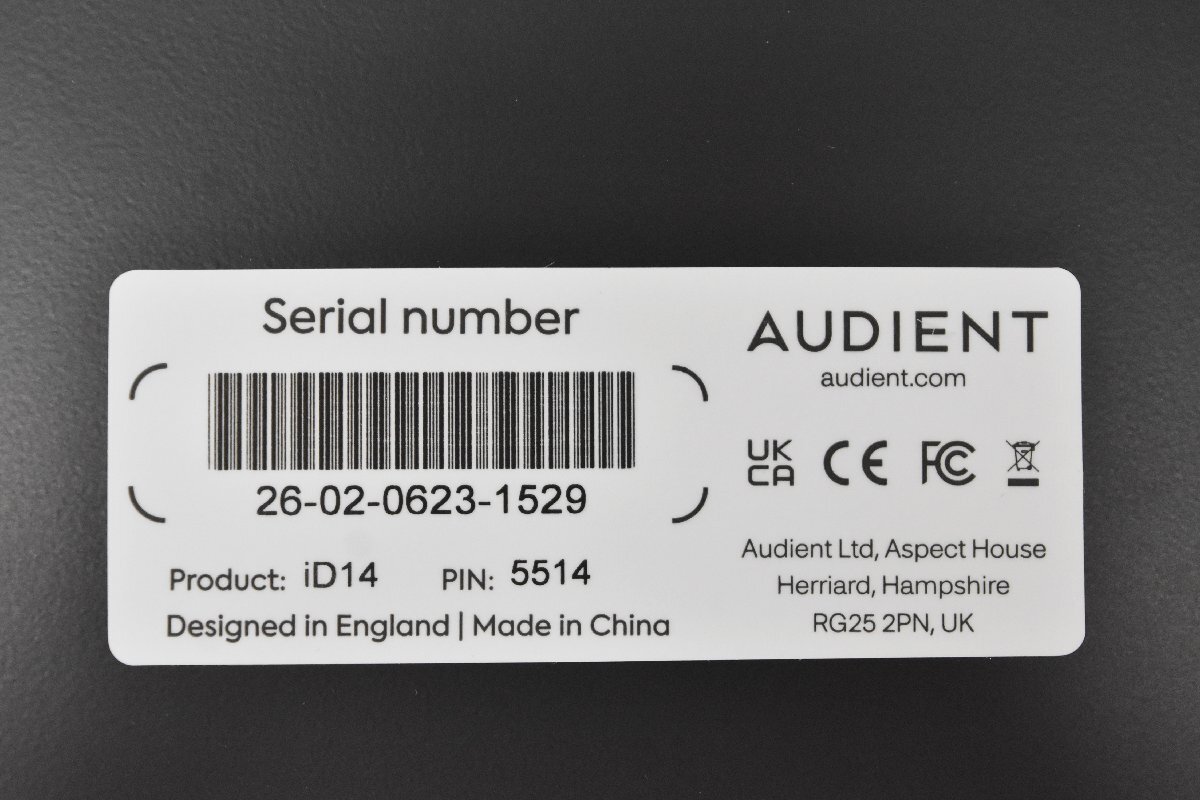 Serial number
26-02-0623-1529
Product: iD14 PIN: 5514
Designed in England | Made in China
AUDIENT
audient.com
UK
CA CE FC
Audient Ltd, Aspect House
Herriard, Hampshire
RG25 2PN, UK